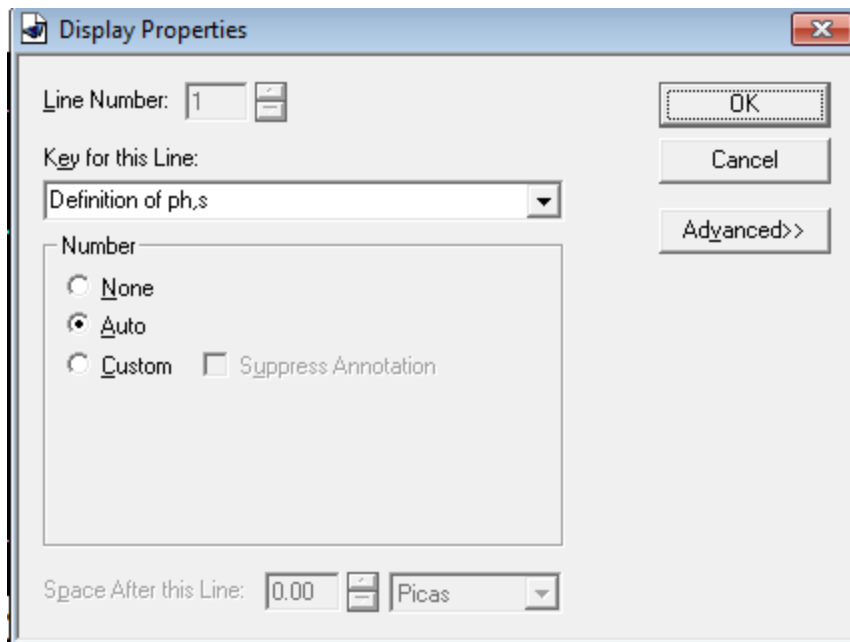 Display Properties
Line Number: 1
OK
Key for this Line:
Cancel
Definition of ph,s
Advanced>>
Number
None
Auto
Custom Suppress Annotation
Space After this Line: 0.00 Picas